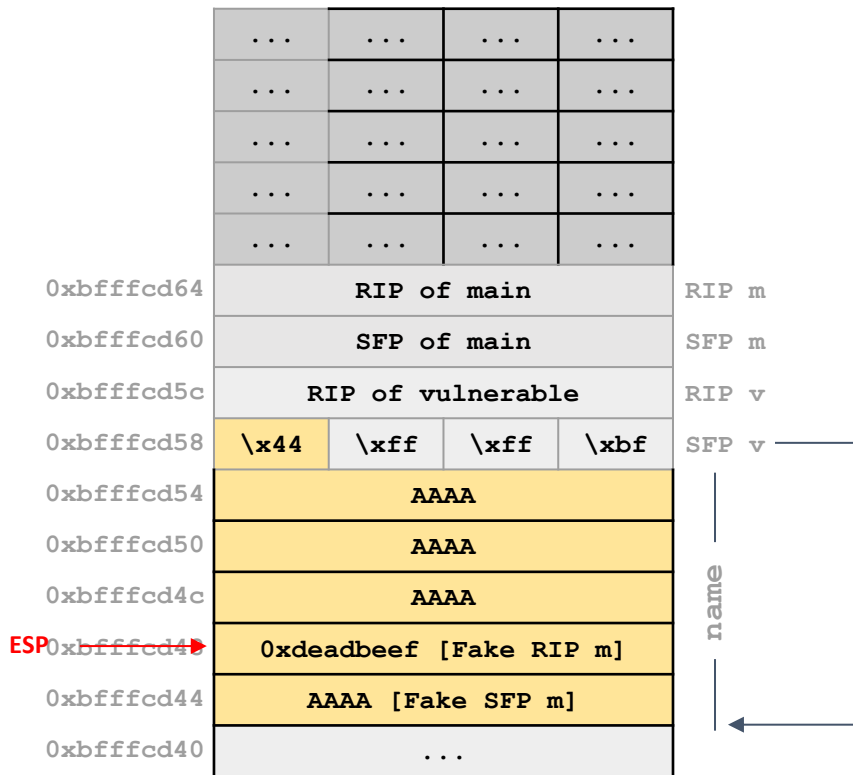 ... ... ... ...
... ... ... ...
... ... ... ...
... ... ... ...
... ... ... ...
0xbfffcd64 RIP of main RIP m
0xbfffcd60 SFP of main SFP m
0xbfffcd5c RIP of vulnerable RIP v
0xbfffcd58 \x44 \xff \xff \xbf SFP v
0xbfffcd54 AAAA
0xbfffcd50 AAAA
0xbfffcd4c AAAA
name
ESP 0xbfffcd48 0xdeadbeef [Fake RIP m]
0xbfffcd44 AAAA [Fake SFP m]
0xbfffcd40 ...